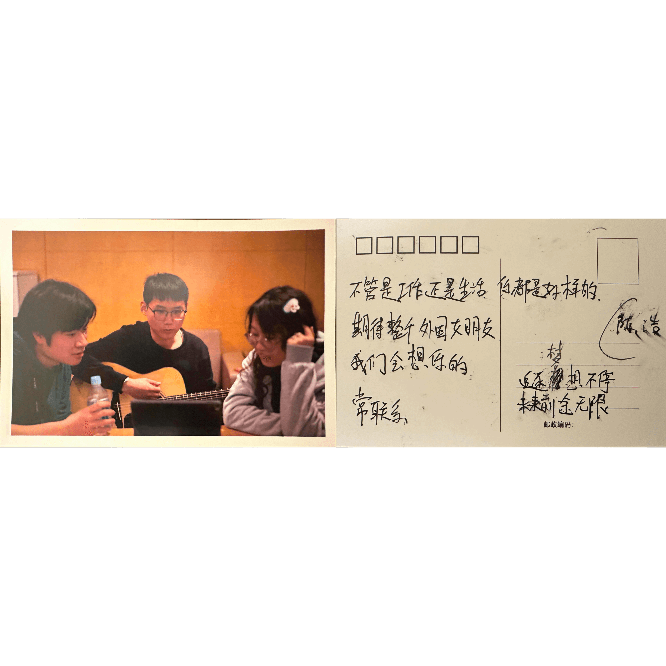 不管是工作还是生活 你都是好样的.
期待整个外国女朋友
我们会想你的
常联系.
陈浩
梦
追逐想不停
未来前途无限
邮政编码: